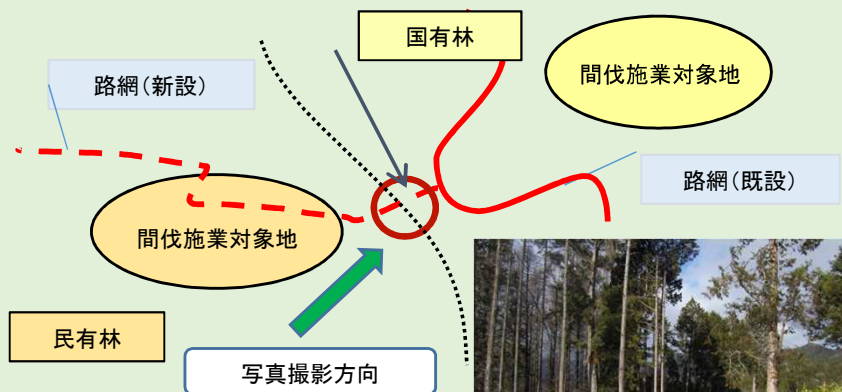 国有林
間伐施業対象地
路網(新設)
路網(既設)
間伐施業対象地
民有林
写真撮影方向